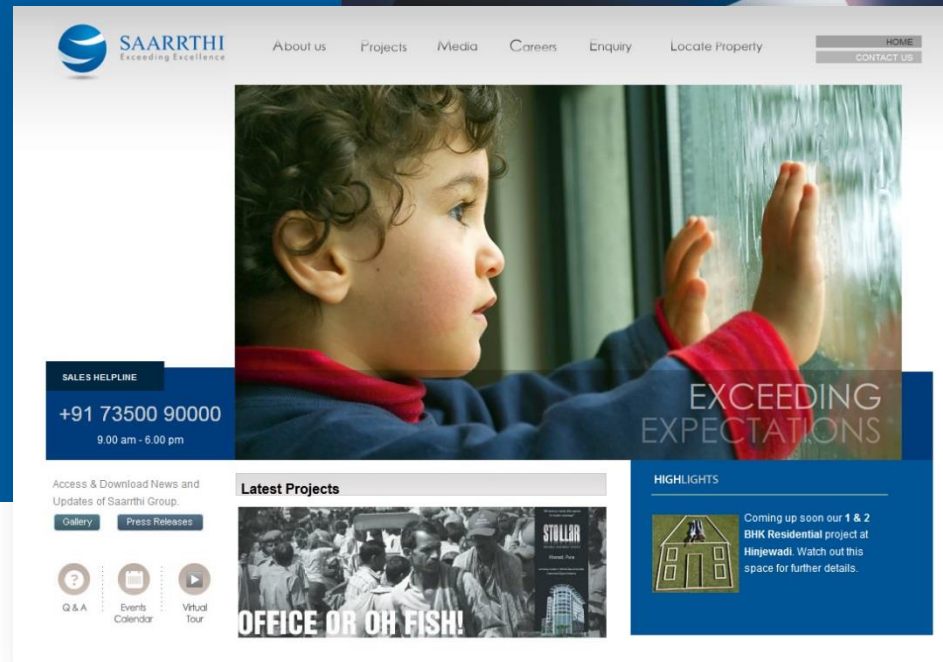 SAARRTHI
Exceeding Excellence
About us
Projects
Media
Careers
Enquiry
Locate Property
HOME
CONTACT US
EXCEEDING
EXPECTATIONS
SALES HELPLINE
+91 73500 90000
9.00 am - 6.00 pm
Access & Download News and
Updates of Saarrthi Group.
Gallery
Press Releases
Q & A
Events
Calendar
Virtual
Tour
Latest Projects
STELLAR
Kharadi, Pune
OFFICE OR OH FISH!
HIGHLIGHTS
Coming up soon our 1 & 2
BHK Residential project at
Hinjewadi. Watch out this
space for further details.